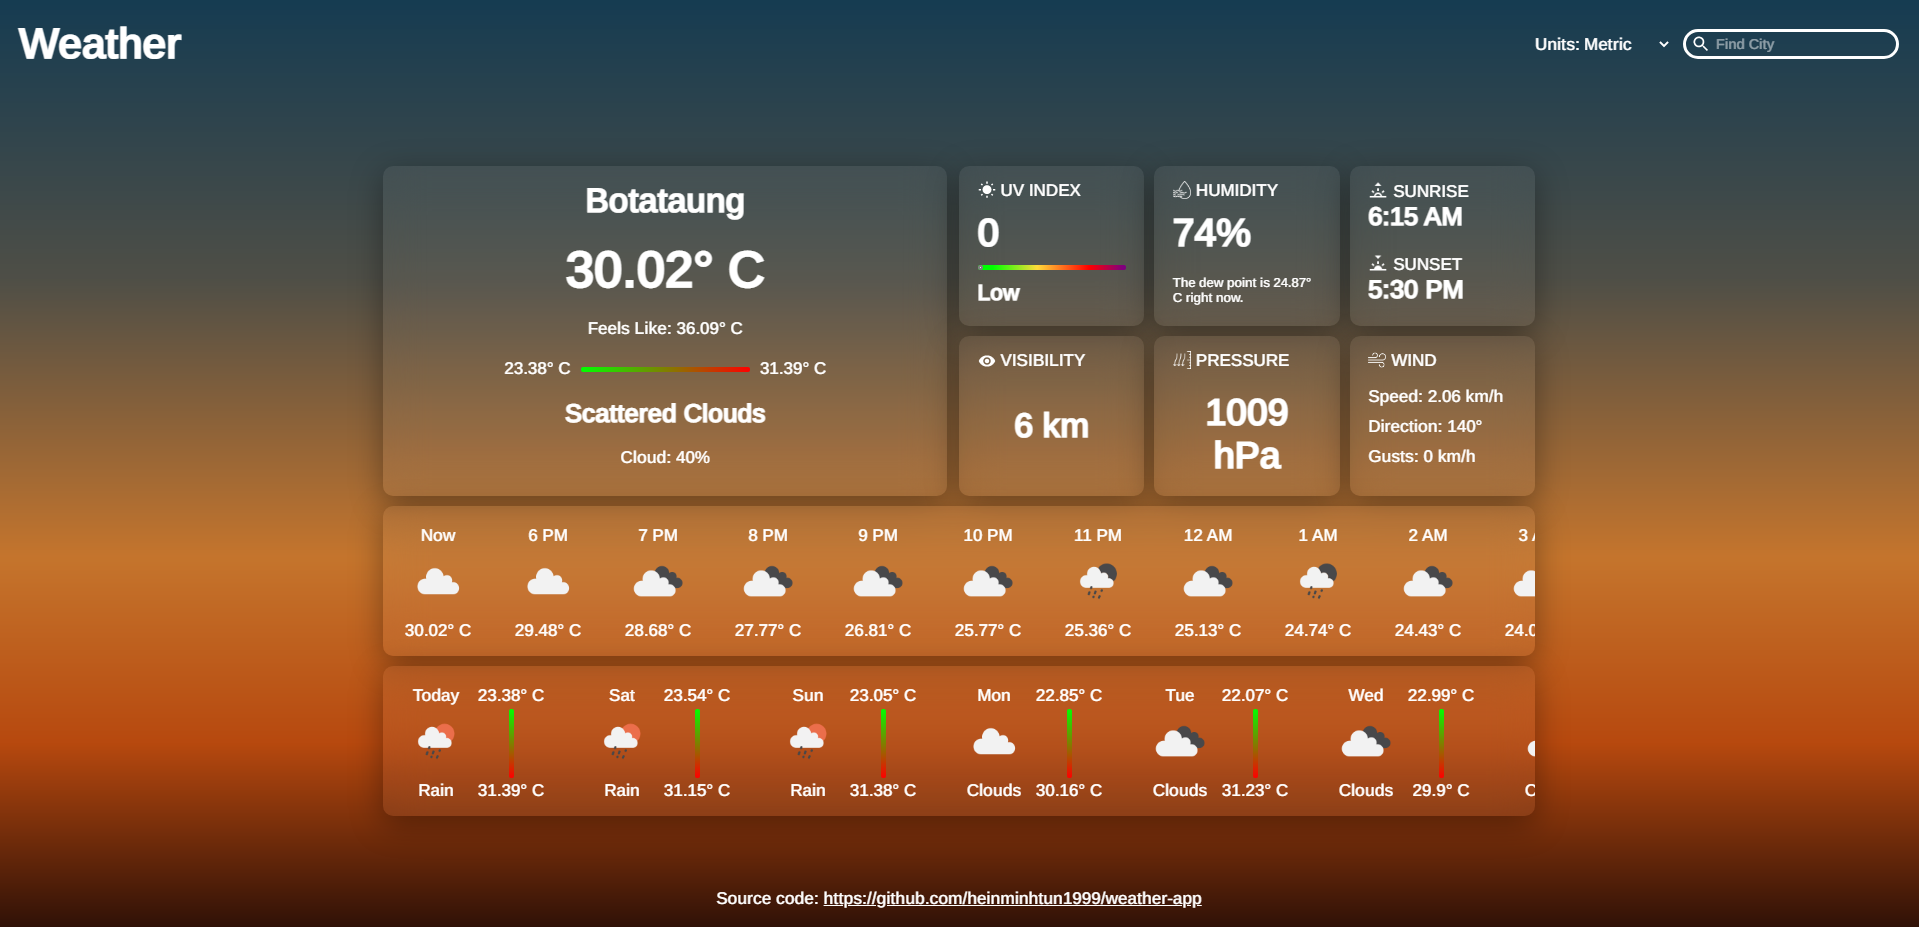 Weather
Units: Metric
Find City
Botataung
30.02° C
Feels Like: 36.09° C
23.38° C 31.39° C
Scattered Clouds
Cloud: 40%
UV INDEX
0
Low
HUMIDITY
74%
The dew point is 24.87°
C right now.
SUNRISE
6:15 AM
SUNSET
5:30 PM
VISIBILITY
6 km
PRESSURE
1009
hPa
WIND
Speed: 2.06 km/h
Direction: 140°
Gusts: 0 km/h
Now 6 PM 7 PM 8 PM 9 PM 10 PM 11 PM 12 AM 1 AM 2 AM 3
30.02° C 29.48° C 28.68° C 27.77° C 26.81° C 25.77° C 25.36° C 25.13° C 24.74° C 24.43° C
Today 23.38° C Sat 23.54° C Sun 23.05° C Mon 22.85° C Tue 22.07° C Wed 22.99° C
Rain 31.39° C Rain 31.15° C Rain 31.38° C Clouds 30.16° C Clouds 31.23° C Clouds 29.9° C
Source code: https://github.com/heinminhtun1999/weather-app